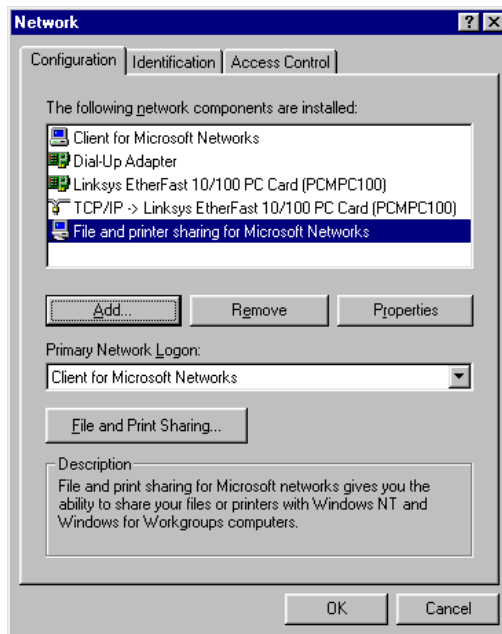 Network
Configuration Identification Access Control
The following network components are installed:
Client for Microsoft Networks
Dial-Up Adapter
Linksys EtherFast 10/100 PC Card (PCMPC100)
TCP/IP -> Linksys EtherFast 10/100 PC Card (PCMPC100)
File and printer sharing for Microsoft Networks
Add... Remove Properties
Primary Network Logon:
Client for Microsoft Networks
File and Print Sharing...
Description
File and print sharing for Microsoft networks gives you the
ability to share your files or printers with Windows NT and
Windows for Workgroups computers.
OK Cancel